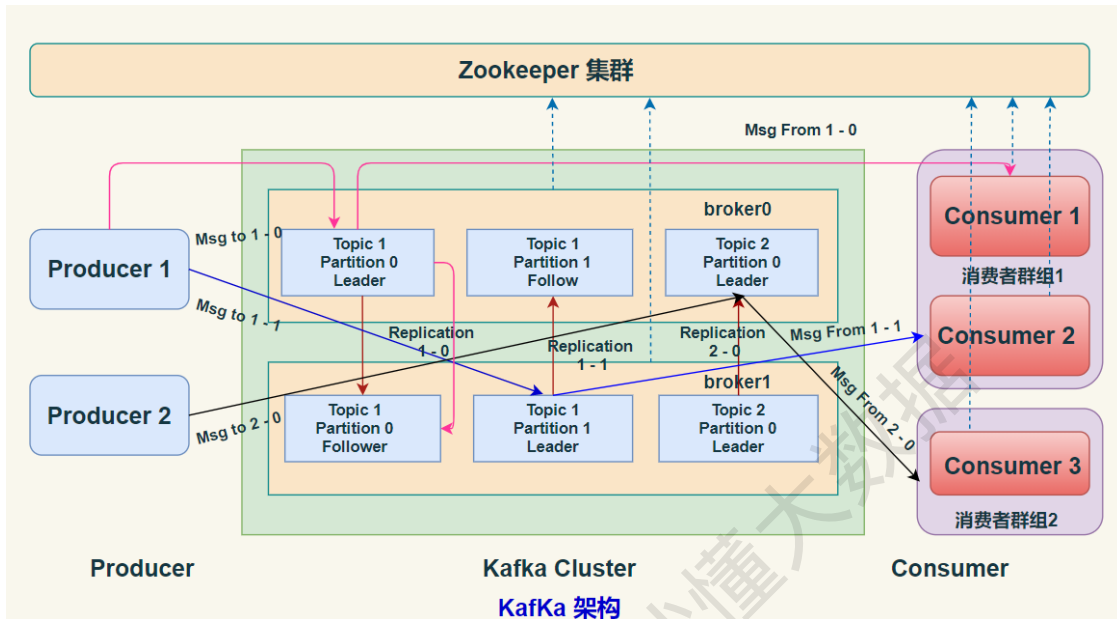 Zookeeper 集群
Msg From 1 - 0
broker0
Topic 1
Partition 0
Leader
Topic 1
Partition 1
Follow
Topic 2
Partition 0
Leader
Producer 1
Msg to 1 - 0
Msg to 1 - 1
Consumer 1
消费者群组1
Consumer 2
Replication
1 - 0
Replication
1 - 1
Replication
2 - 0
Msg From 1 - 1
broker1
Topic 1
Partition 0
Follower
Topic 1
Partition 1
Leader
Topic 2
Partition 0
Leader
Producer 2
Msg to 2 - 0
Msg From 2 - 0
Consumer 3
消费者群组2
Producer
Kafka Cluster
Consumer
KafKa 架构
懂大数据